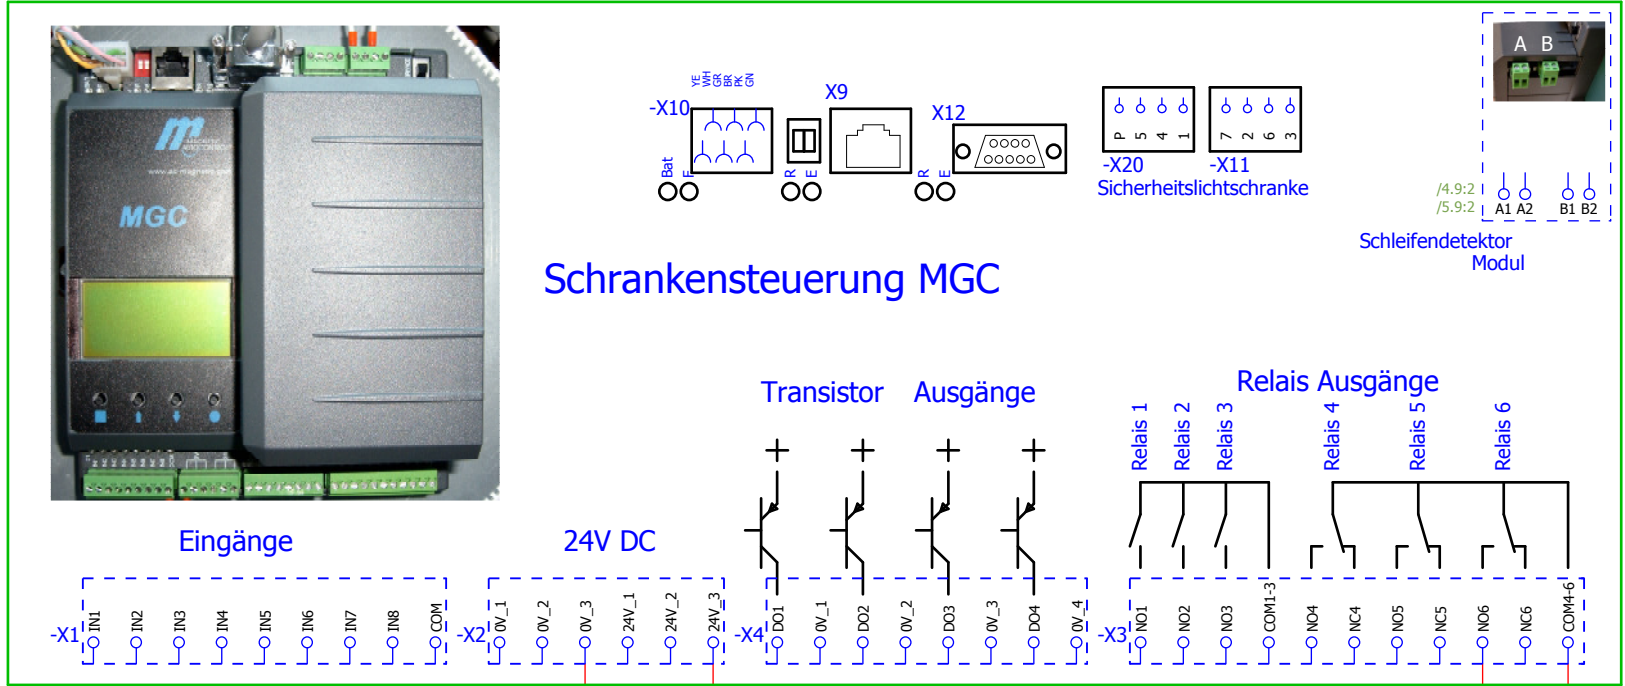 A B
YE
WH
GR
BR
PK
GN
-X10
X9
X12
Bat
F
R
E
R
E
P 5 4 1
7 2 6 3
-X20
-X11
Sicherheitslichtschranke
/4.9:2
/5.9:2
A1 A2 B1 B2
Schleifendetektor
Modul
MGC
Schrankensteuerung MGC
Transistor Ausgänge
Relais Ausgänge
Relais 1
Relais 2
Relais 3
Relais 4
Relais 5
Relais 6
Eingänge
24V DC
-X1
IN1
IN2
IN3
IN4
IN5
IN6
IN7
IN8
COM
-X2
0V_1
0V_2
0V_3
24V_1
24V_2
24V_3
-X4
DO1
0V_1
DO2
0V_2
DO3
0V_3
DO4
0V_4
-X3
NO1
NO2
NO3
COM1-3
NO4
NC4
NO5
NC5
NO6
NC6
COM4-6